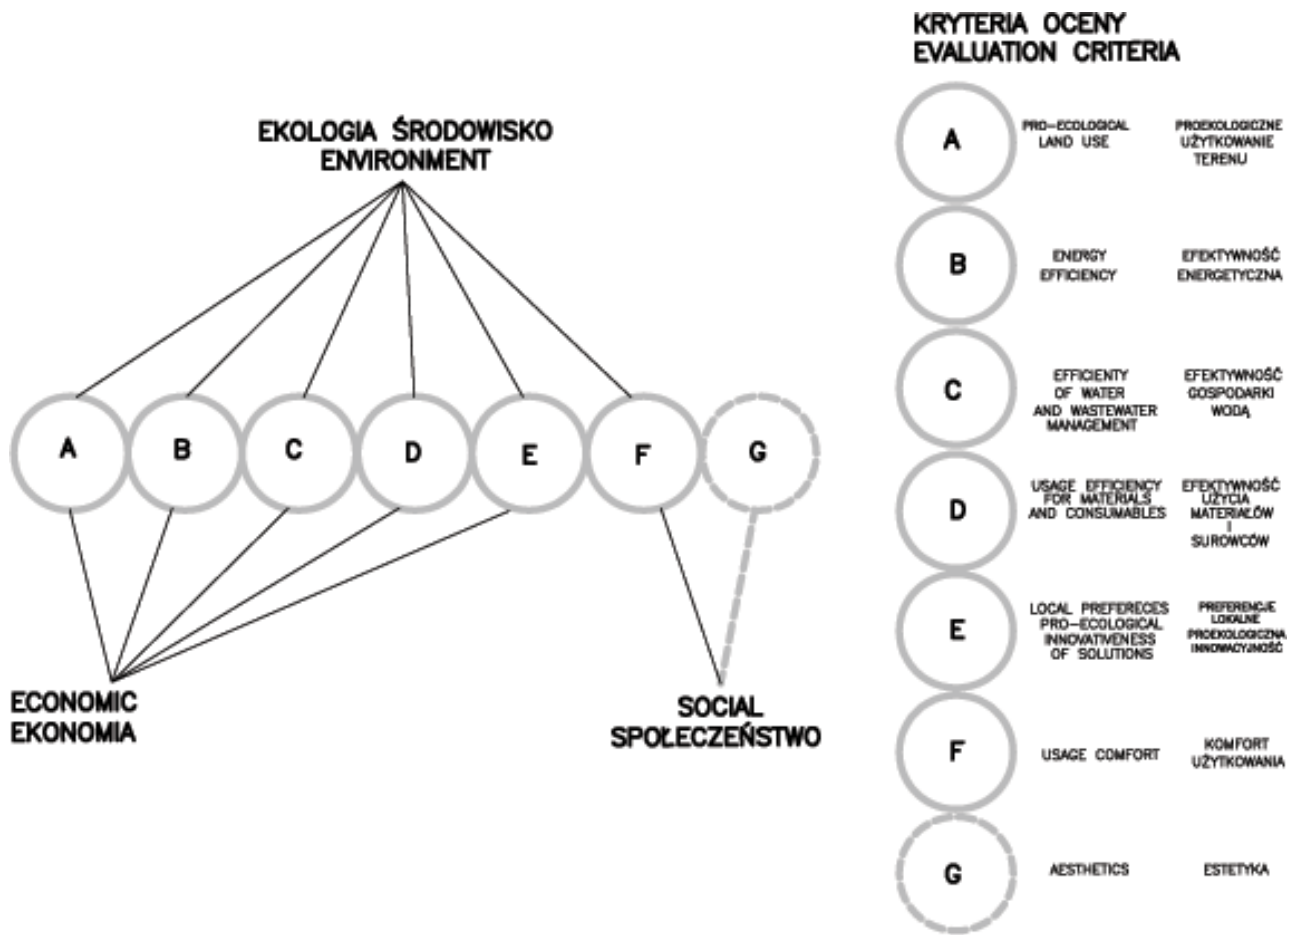 KRYTERIA OCENY
EVALUATION CRITERIA
EKOLOGIA ŚRODOWISKO
ENVIRONMENT
A
B
C
D
E
F
G
ECONOMIC
EKONOMIA
SOCIAL
SPOŁECZEŃSTWO
A
PRO-ECOLOGICAL
LAND USE
PROEKOLOGICZNE
UŻYTKOWANIE
TERENU
B
ENERGY
EFFICIENCY
EFEKTYWNOŚĆ
ENERGETYCZNA
C
EFFICIENTY
OF WATER
AND WASTEWATER
MANAGEMENT
EFEKTYWNOŚĆ
GOSPODARKI
WODĄ
D
USAGE EFFICIENCY
FOR MATERIALS
AND CONSUMABLES
EFEKTYWNOŚĆ
UŻYCIA
MATERIAŁÓW
I
SUROWCÓW
E
LOCAL PREFERECES
PRO-ECOLOGICAL
INNOVATIVENESS
OF SOLUTIONS
PREFERENCJE
LOKALNE
PROEKOLOGICZNA
INNOWACYJNOŚĆ
F
USAGE COMFORT
KOMFORT
UŻYTKOWANIA
G
AESTHETICS
ESTETYKA